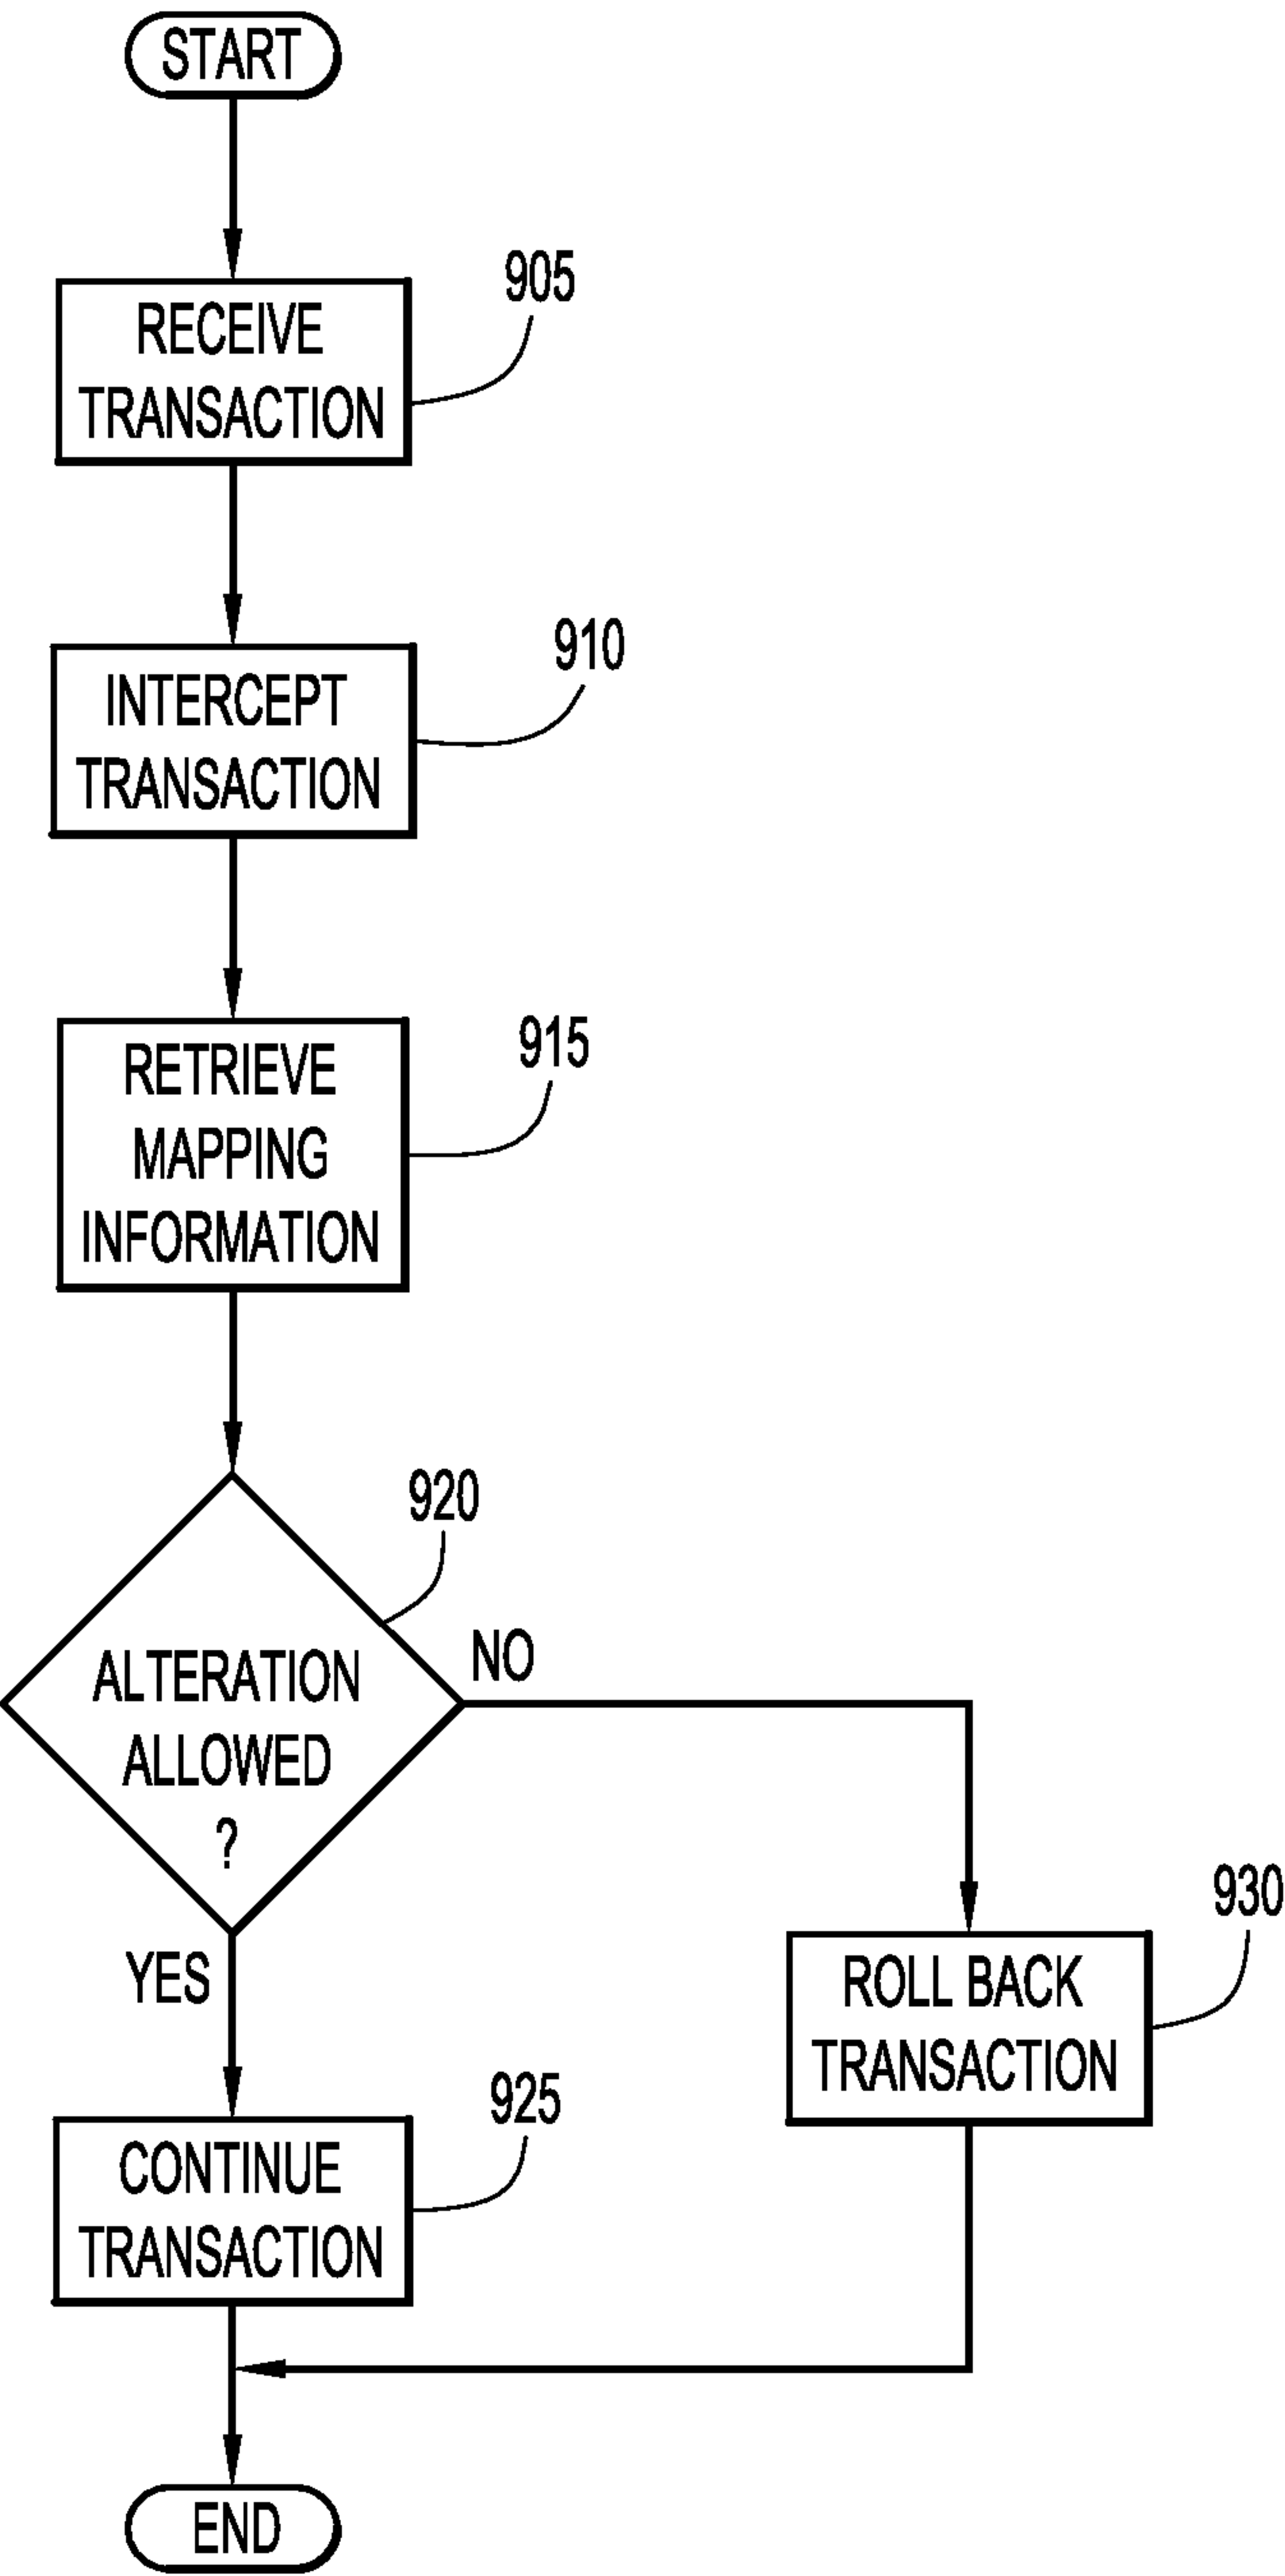 START
905
RECEIVE
TRANSACTION
910
INTERCEPT
TRANSACTION
915
RETRIEVE
MAPPING
INFORMATION
920
ALTERATION
ALLOWED
?
NO
YES
930
ROLL BACK
TRANSACTION
925
CONTINUE
TRANSACTION
END